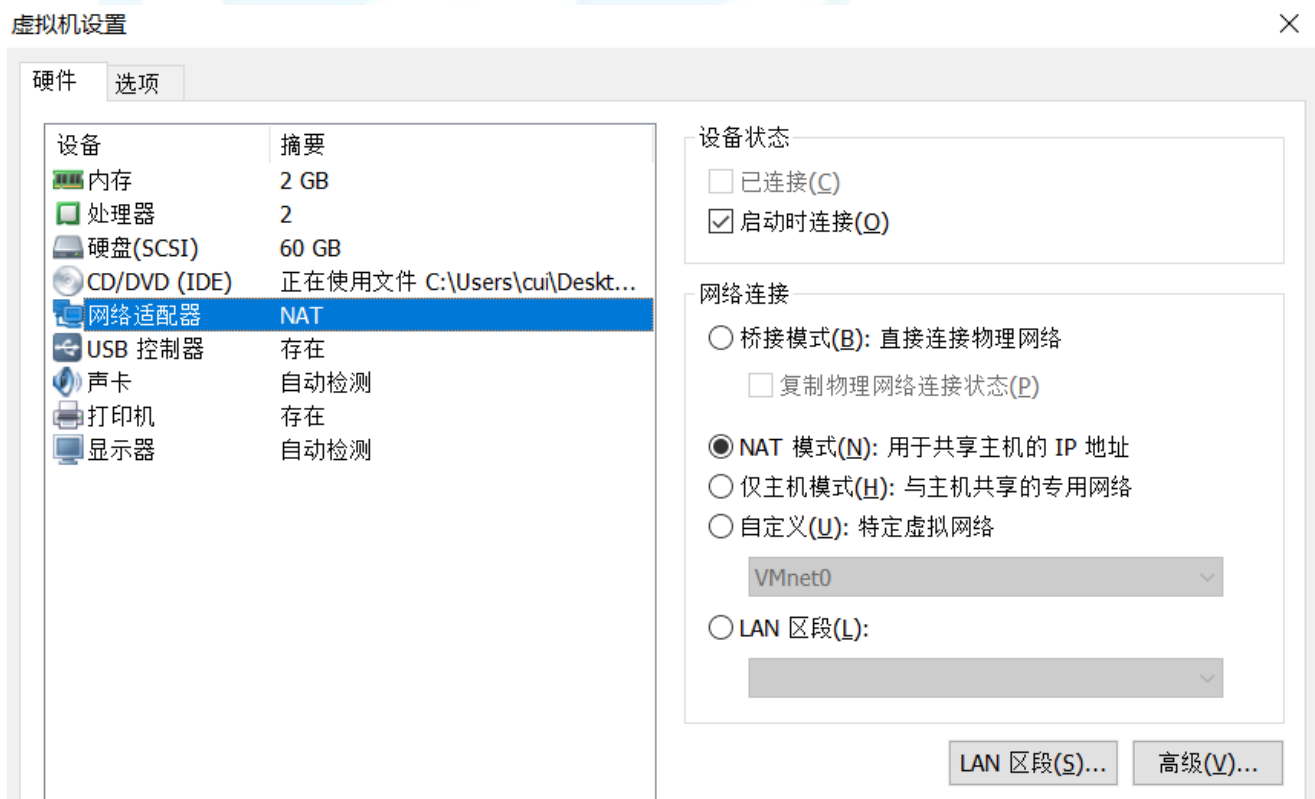 虚拟机设置
硬件
选项
设备 摘要
内存 2 GB
处理器 2
硬盘(SCSI) 60 GB
CD/DVD (IDE) 正在使用文件 C:\Users\cui\Deskt...
网络适配器 NAT
USB 控制器 存在
声卡 自动检测
打印机 存在
显示器 自动检测
设备状态
已连接(C)
启动时连接(O)
网络连接
桥接模式(B): 直接连接物理网络
复制物理网络连接状态(P)
NAT 模式(N): 用于共享主机的 IP 地址
仅主机模式(H): 与主机共享的专用网络
自定义(U): 特定虚拟网络
VMnet0
LAN 区段(L):
LAN 区段(S)... 高级(V)...